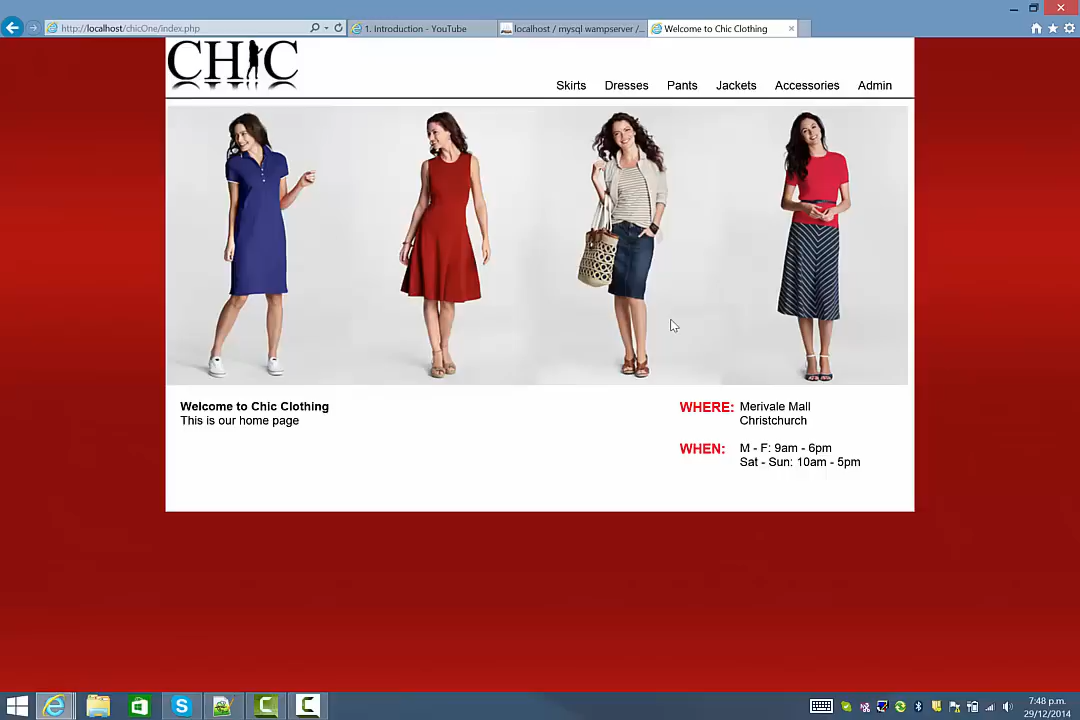 http://localhost/chicOne/index.php
1. Introduction - YouTube
localhost / mysql wampserver /...
Welcome to Chic Clothing
CHIC
Skirts Dresses Pants Jackets Accessories Admin
Welcome to Chic Clothing
This is our home page
WHERE: Merivale Mall
Christchurch
WHEN: M - F: 9am - 6pm
Sat - Sun: 10am - 5pm
7:48 p.m.
29/12/2014